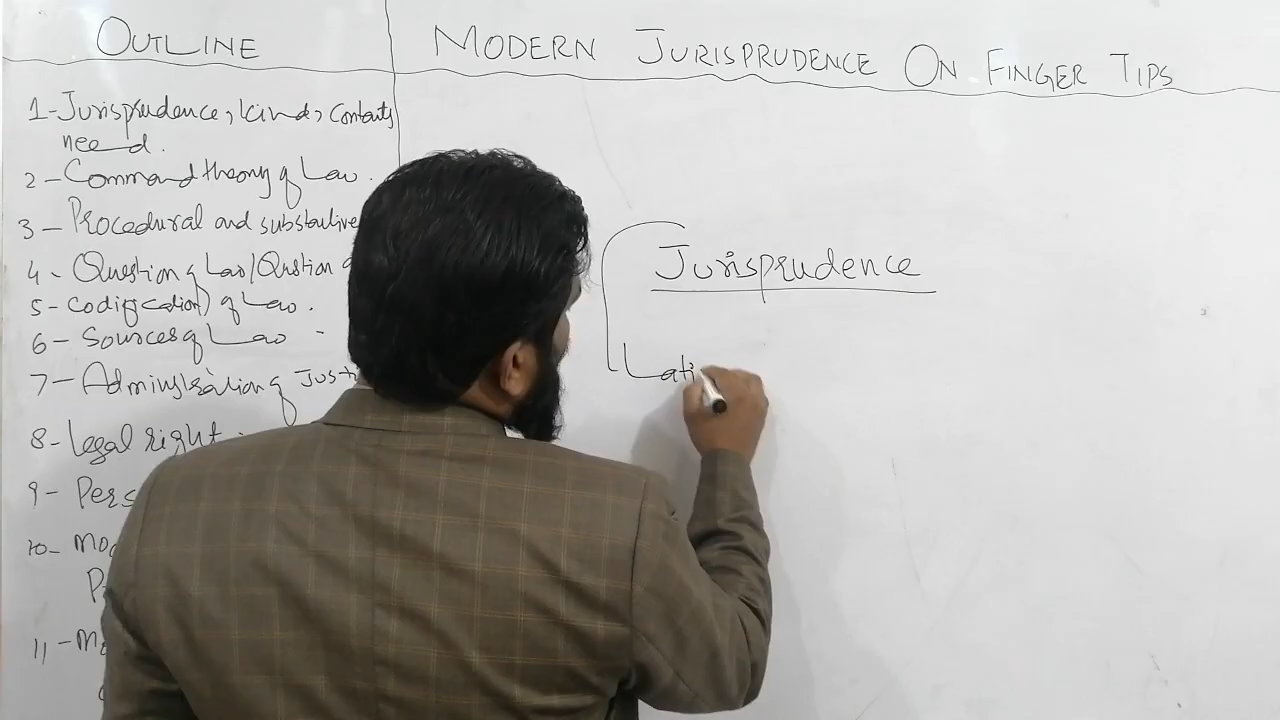 OUTLINE
MODERN JURISPRUDENCE ON FINGER TIPS
1- Jurisprudence, kinds, contents
need.
2- Command theory of Law.
3- Procedural and substantive
4- Question of Law/Question
5- Codification of Law.
6- Sources of Law
7- Administration of Justi
8- Legal right.
9- Pers
10-
11-
Jurisprudence
Lati